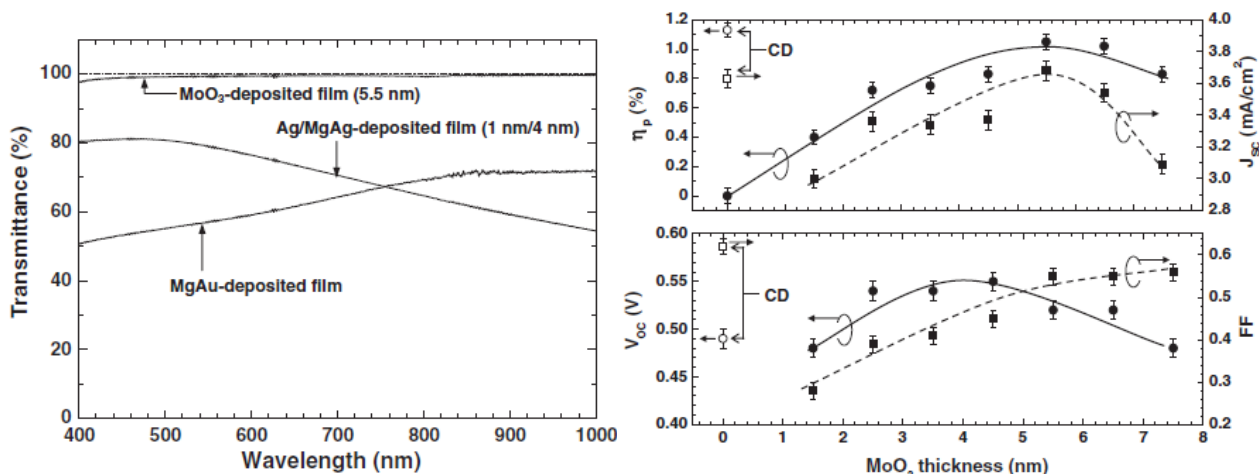 Transmittance (%)
100
80
60
40
20
0
MoO₃-deposited film (5.5 nm)
Ag/MgAg-deposited film (1 nm/4 nm)
MgAu-deposited film
400 500 600 700 800 900 1000
Wavelength (nm)
ηp (%)
1.2
1.0
0.8
0.6
0.4
0.2
0
CD
4.0
3.8
3.6
3.4
3.2
3.0
2.9
2.8
JSC (mA/cm²)
VOC (V)
0.60
0.55
0.50
0.45
0.40
CD
0.6
0.5
0.4
0.3
0.2
FF
0 1 2 3 4 5 6 7 8
MoO₃ thickness (nm)